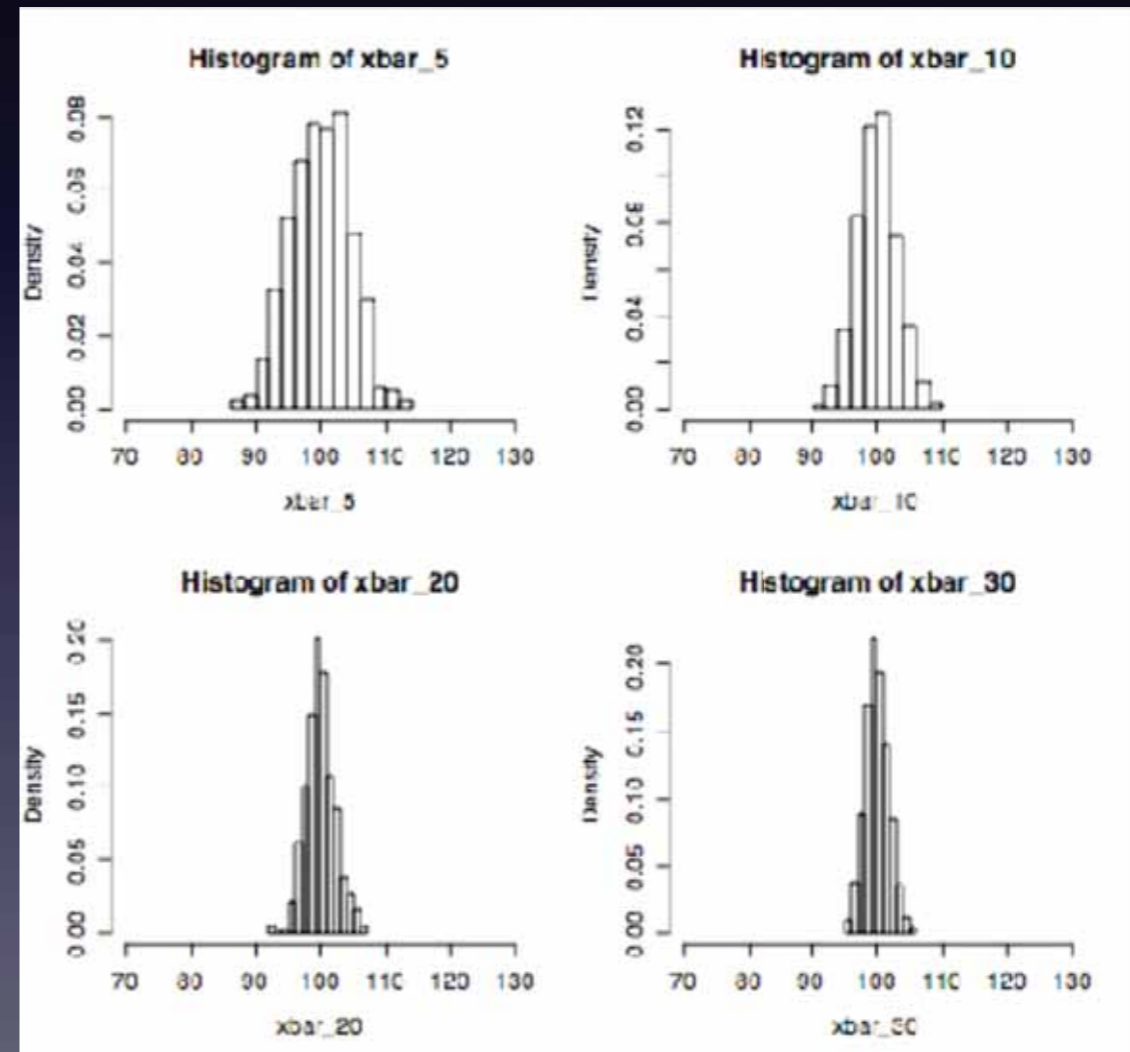 Histogram of xbar_5
Density
0.00 0.02 0.04 0.06 0.08
70 80 90 100 110 120 130
xbar_5
Histogram of xbar_10
Density
0.00 0.04 0.08 0.12
70 80 90 100 110 120 130
xbar_10
Histogram of xbar_20
Density
0.00 0.05 0.10 0.15 0.20
70 80 90 100 110 120 130
xbar_20
Histogram of xbar_30
Density
0.00 0.05 0.10 0.15 0.20
70 80 90 100 110 120 130
xbar_30